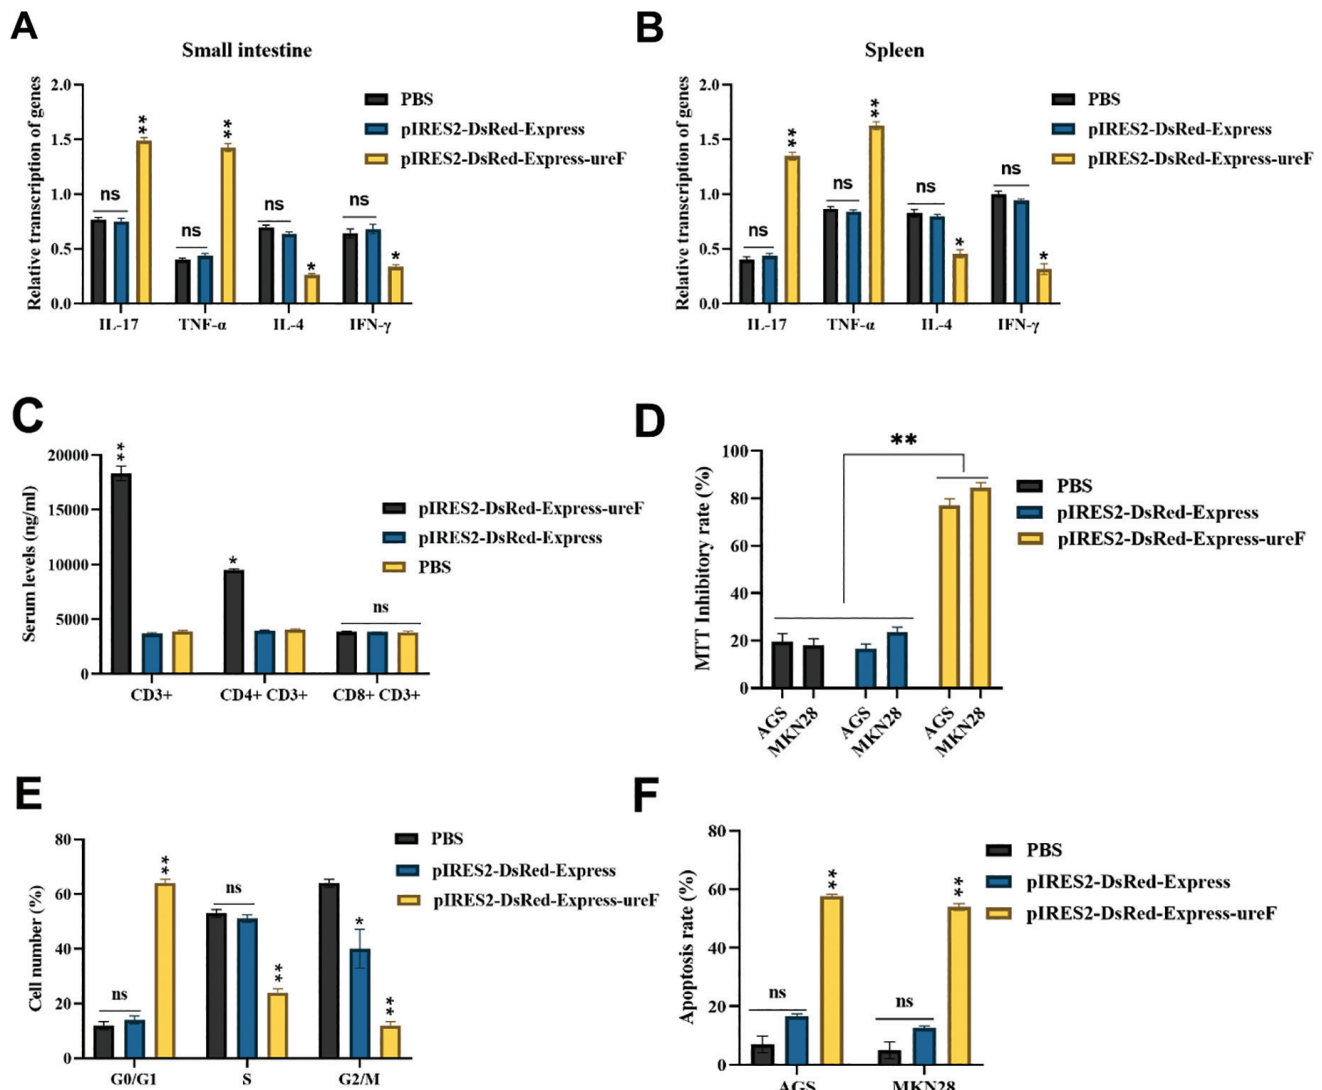 A
Small intestine
Relative transcription of genes
2.0
1.5
1.0
0.5
0.0
ns
**
ns
**
ns
*
ns
*
IL-17
TNF-α
IL-4
IFN-γ
PBS
pIRES2-DsRed-Express
pIRES2-DsRed-Express-ureF
B
Spleen
Relative transcription of genes
2.0
1.5
1.0
0.5
0.0
ns
**
ns
**
ns
*
ns
*
IL-17
TNF-α
IL-4
IFN-γ
PBS
pIRES2-DsRed-Express
pIRES2-DsRed-Express-ureF
C
Serum levels (ng/ml)
20000
15000
10000
5000
0
**
*
ns
CD3+
CD4+ CD3+
CD8+ CD3+
pIRES2-DsRed-Express-ureF
pIRES2-DsRed-Express
PBS
D
MTT Inhibitory rate (%)
100
80
60
40
20
0
**
AGS
MKN28
AGS
MKN28
AGS
MKN28
PBS
pIRES2-DsRed-Express
pIRES2-DsRed-Express-ureF
E
Cell number (%)
80
60
40
20
0
ns
**
ns
**
*
**
G0/G1
S
G2/M
PBS
pIRES2-DsRed-Express
pIRES2-DsRed-Express-ureF
F
Apoptosis rate (%)
80
60
40
20
0
ns
**
ns
**
AGS
MKN28
PBS
pIRES2-DsRed-Express
pIRES2-DsRed-Express-ureF